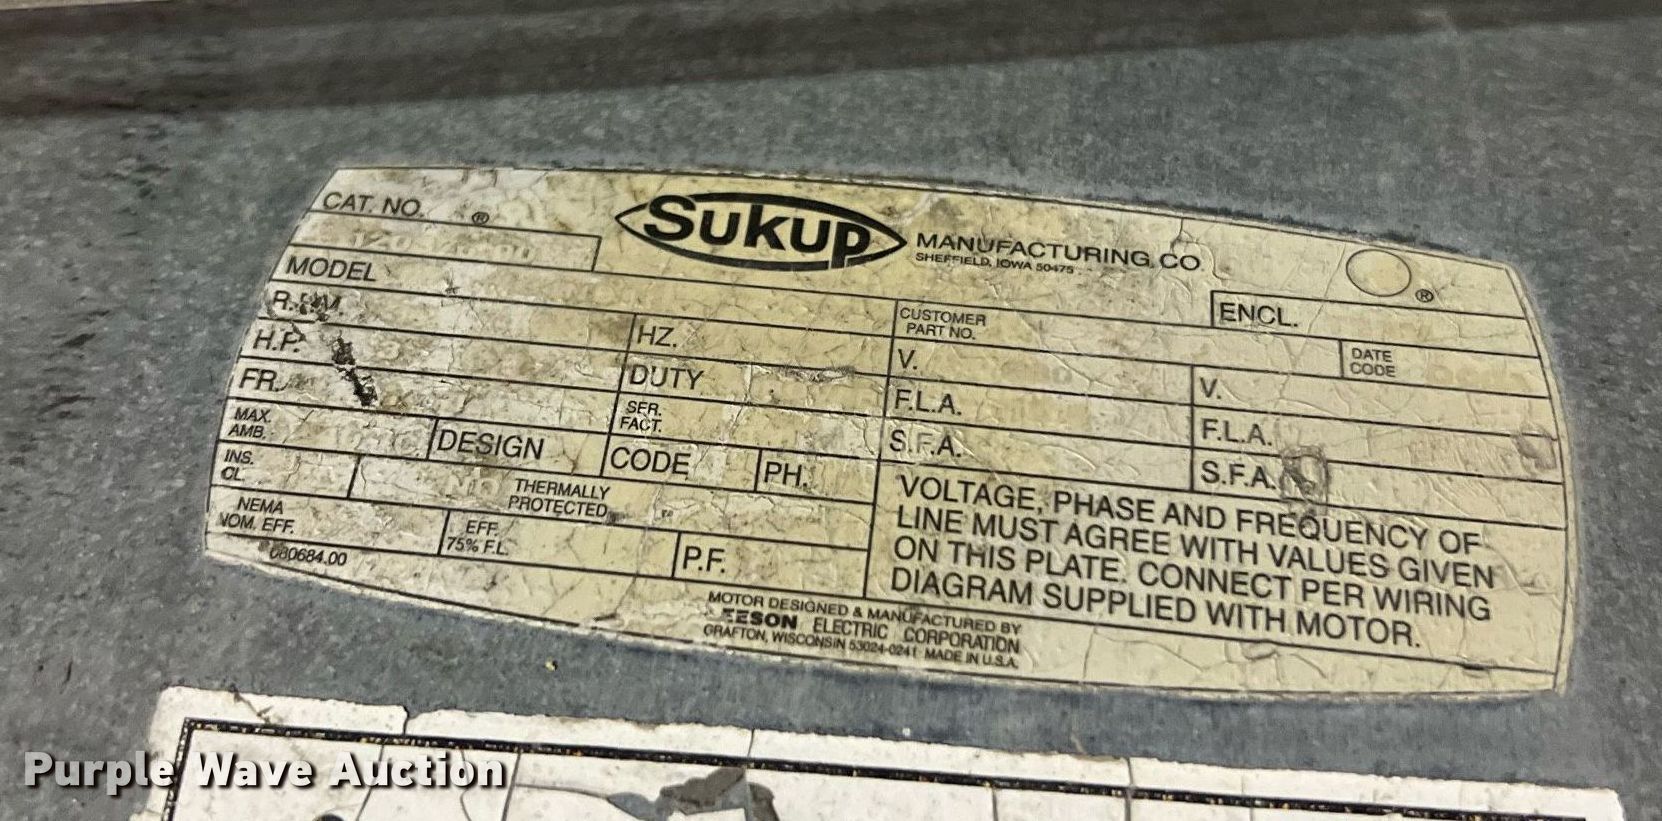 CAT. NO. ®
SUKUP MANUFACTURING CO
SHEFFIELD, IOWA 50475
®
MODEL
ENCL.
R.P.M.
HZ.
CUSTOMER
PART NO.
DATE
CODE
H.P.
DUTY
V.
V.
FR.
SER.
FACT.
F.L.A.
F.L.A.
MAX.
AMB.
DESIGN
CODE
PH.
S.F.A.
S.F.A.
INS.
CL.
THERMALLY
PROTECTED
NEMA
NOM. EFF.
EFF.
75% F.L.
P.F.
VOLTAGE, PHASE AND FREQUENCY OF
LINE MUST AGREE WITH VALUES GIVEN
ON THIS PLATE. CONNECT PER WIRING
DIAGRAM SUPPLIED WITH MOTOR.
080684.00
MOTOR DESIGNED & MANUFACTURED BY
EESON ELECTRIC CORPORATION
GRAFTON, WISCONSIN 53024-0241 MADE IN U.S.A.
Purple Wave Auction